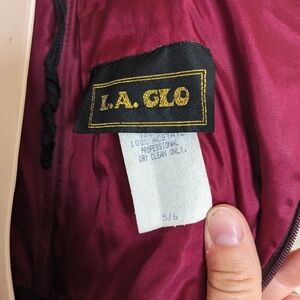 L.A. GLO
100% ACETATE
PROFESSIONAL
DRY CLEAN ONLY.
5/6